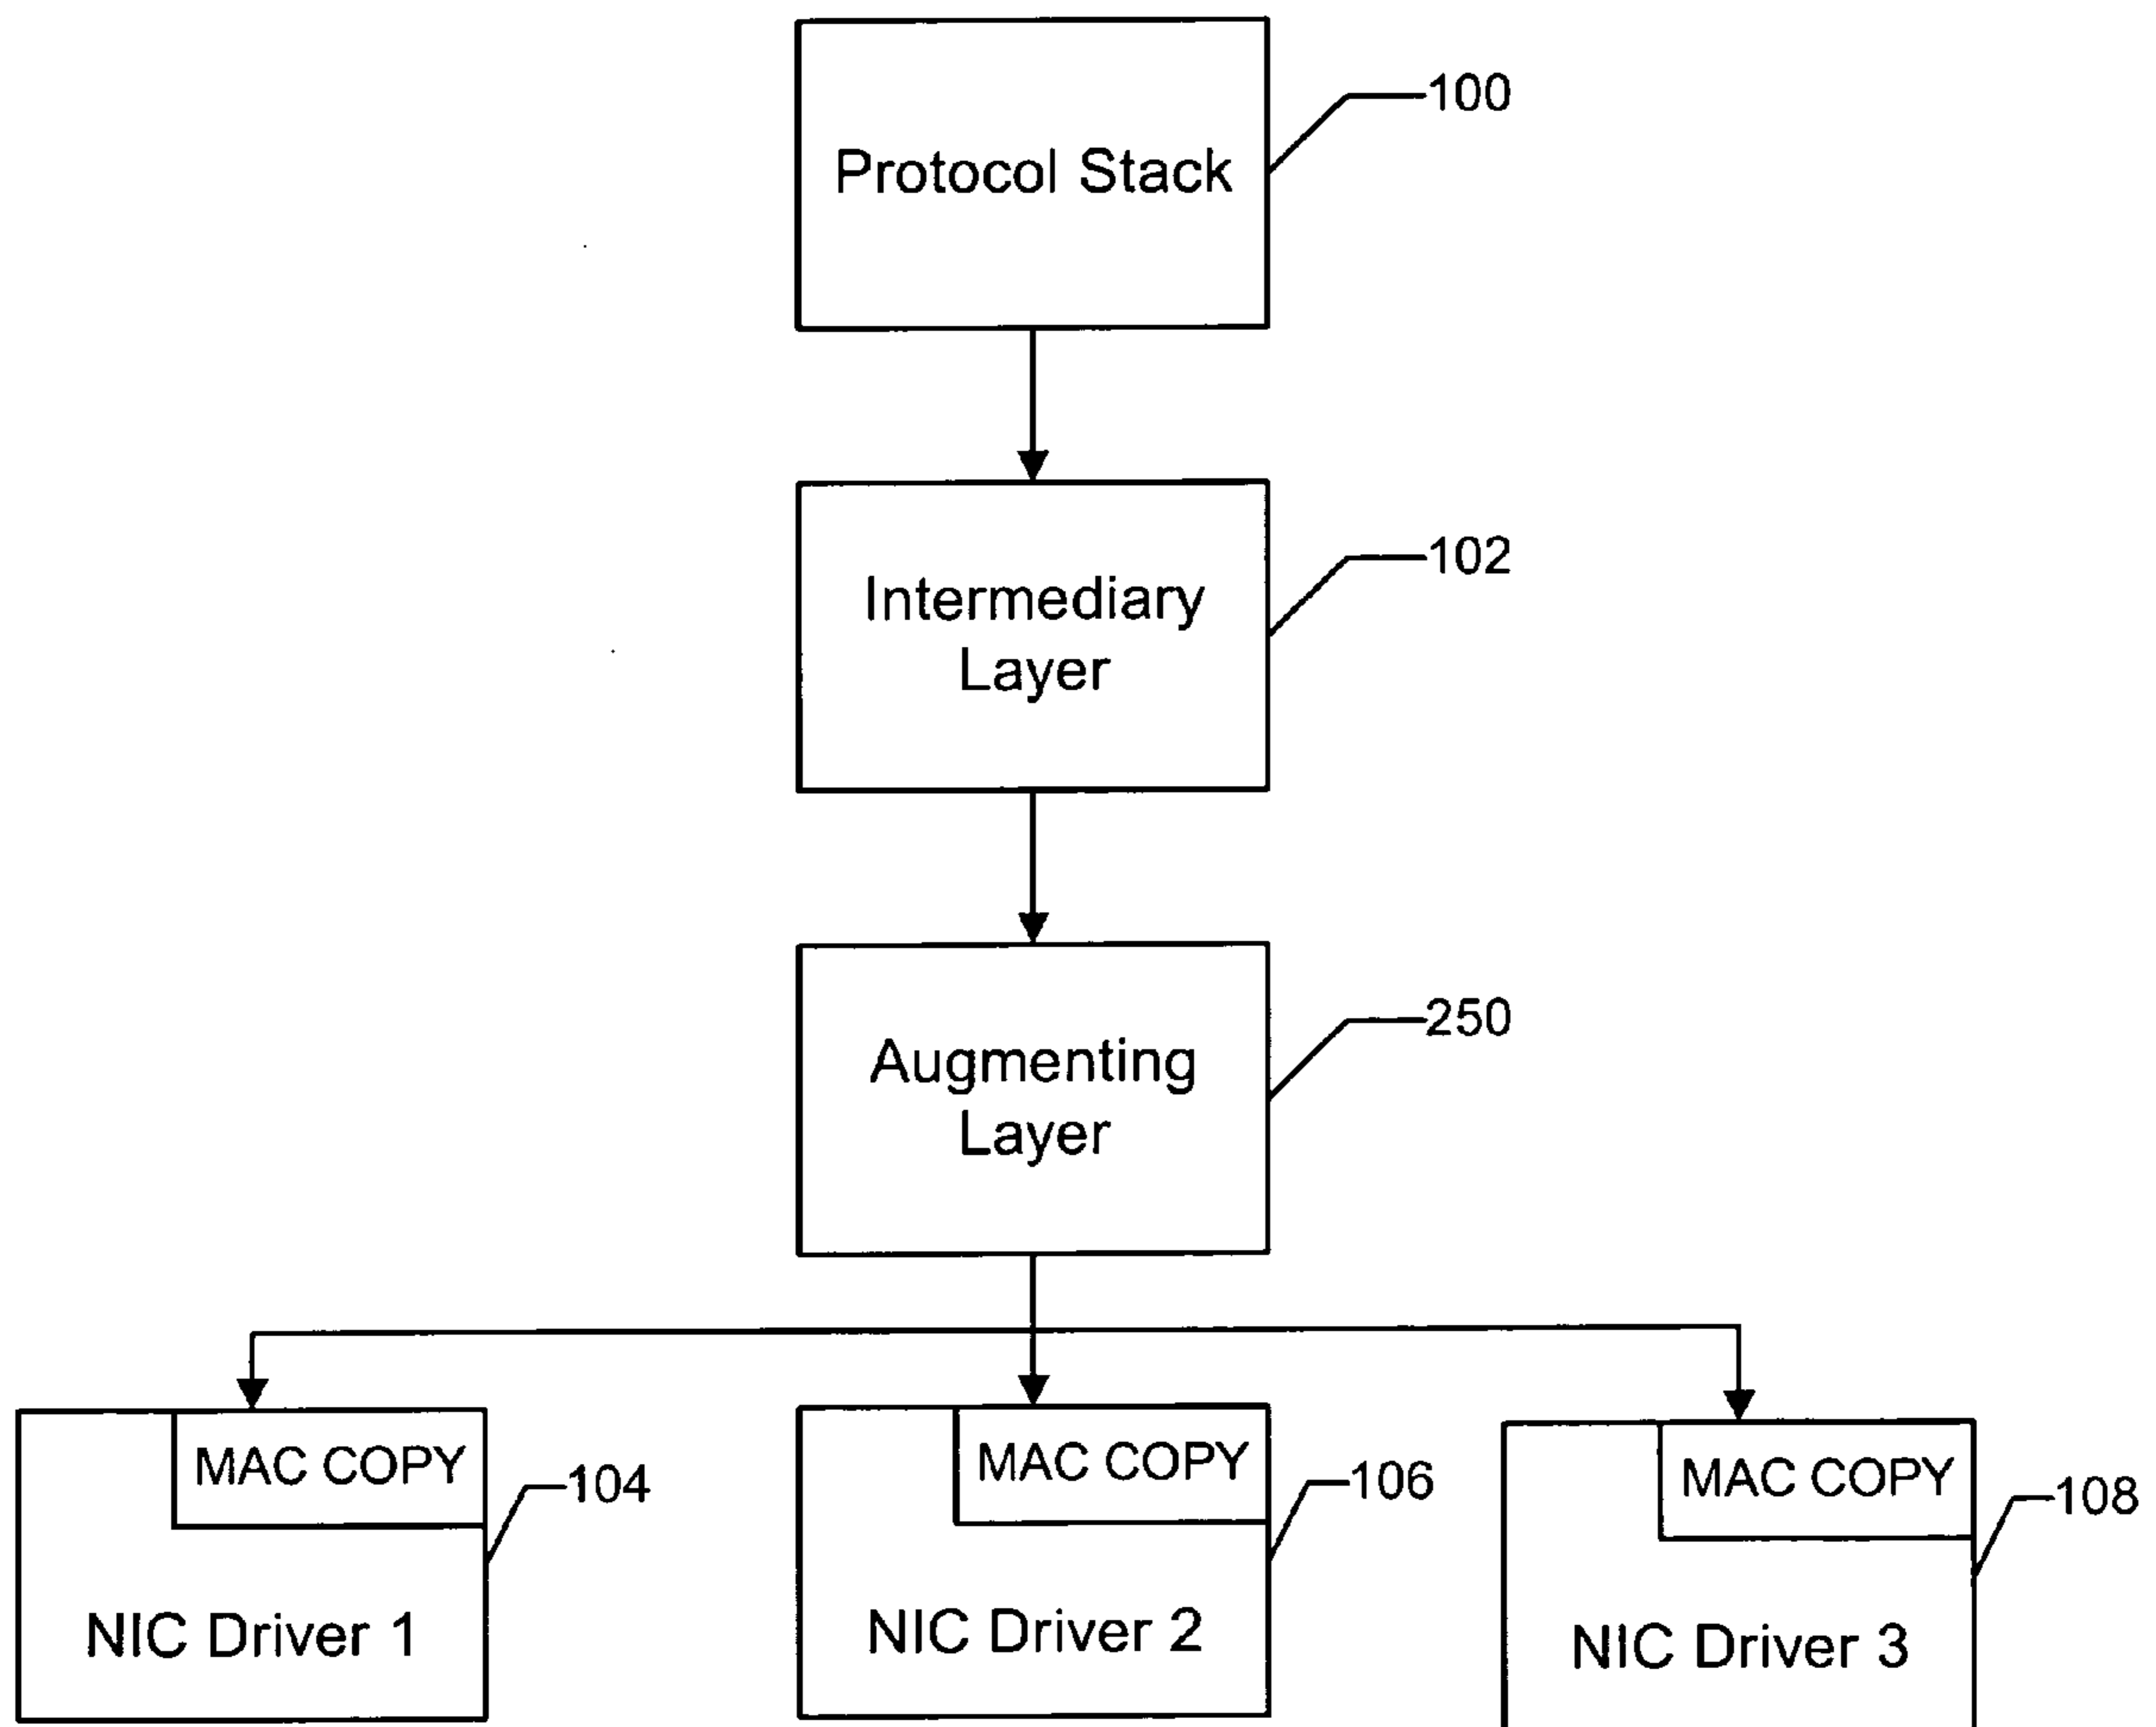 Protocol Stack
100
Intermediary
Layer
102
Augmenting
Layer
250
MAC COPY
NIC Driver 1
104
MAC COPY
NIC Driver 2
106
MAC COPY
NIC Driver 3
108